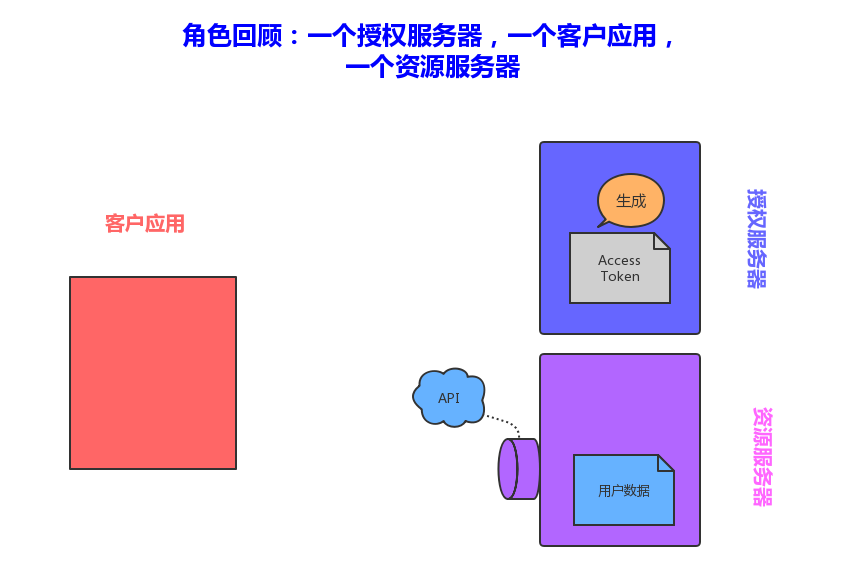 角色回顾：一个授权服务器，一个客户应用，
一个资源服务器
客户应用
生成
Access
Token
授权服务器
API
用户数据
资源服务器